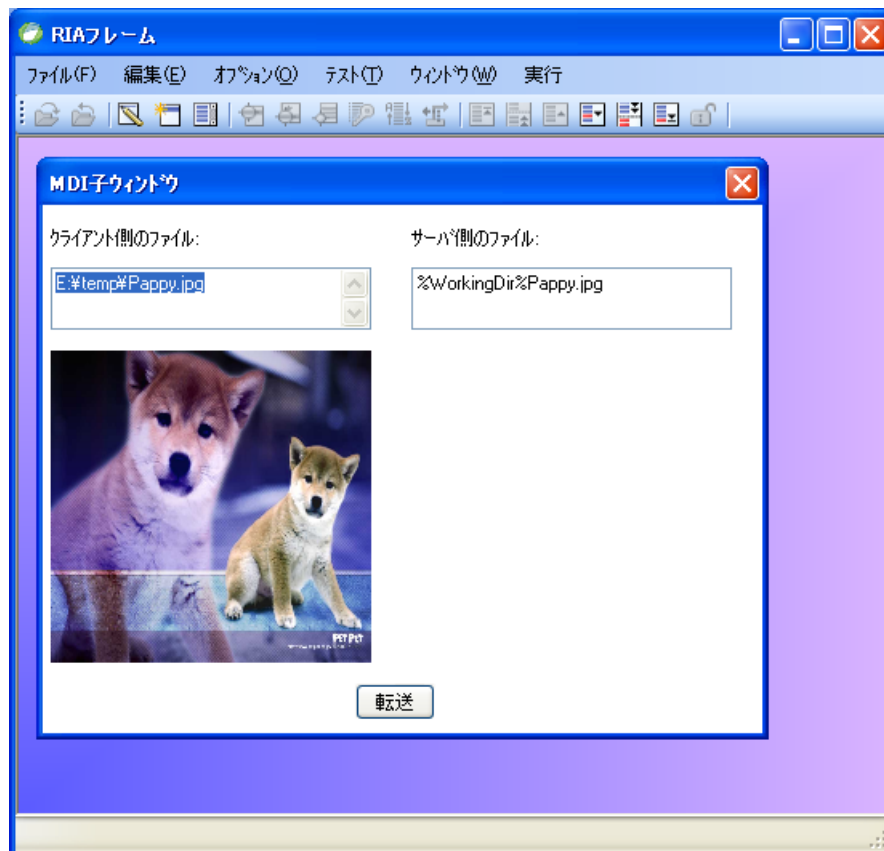 RIAフレーム
ファイル(F) 編集(E) オプション(O) テスト(T) ウィンドウ(W) 実行
MDI子ウィンドウ
クライアント側のファイル:
サーバ側のファイル:
E:¥temp¥Pappy.jpg
%WorkingDir%Pappy.jpg
PETPET
転送